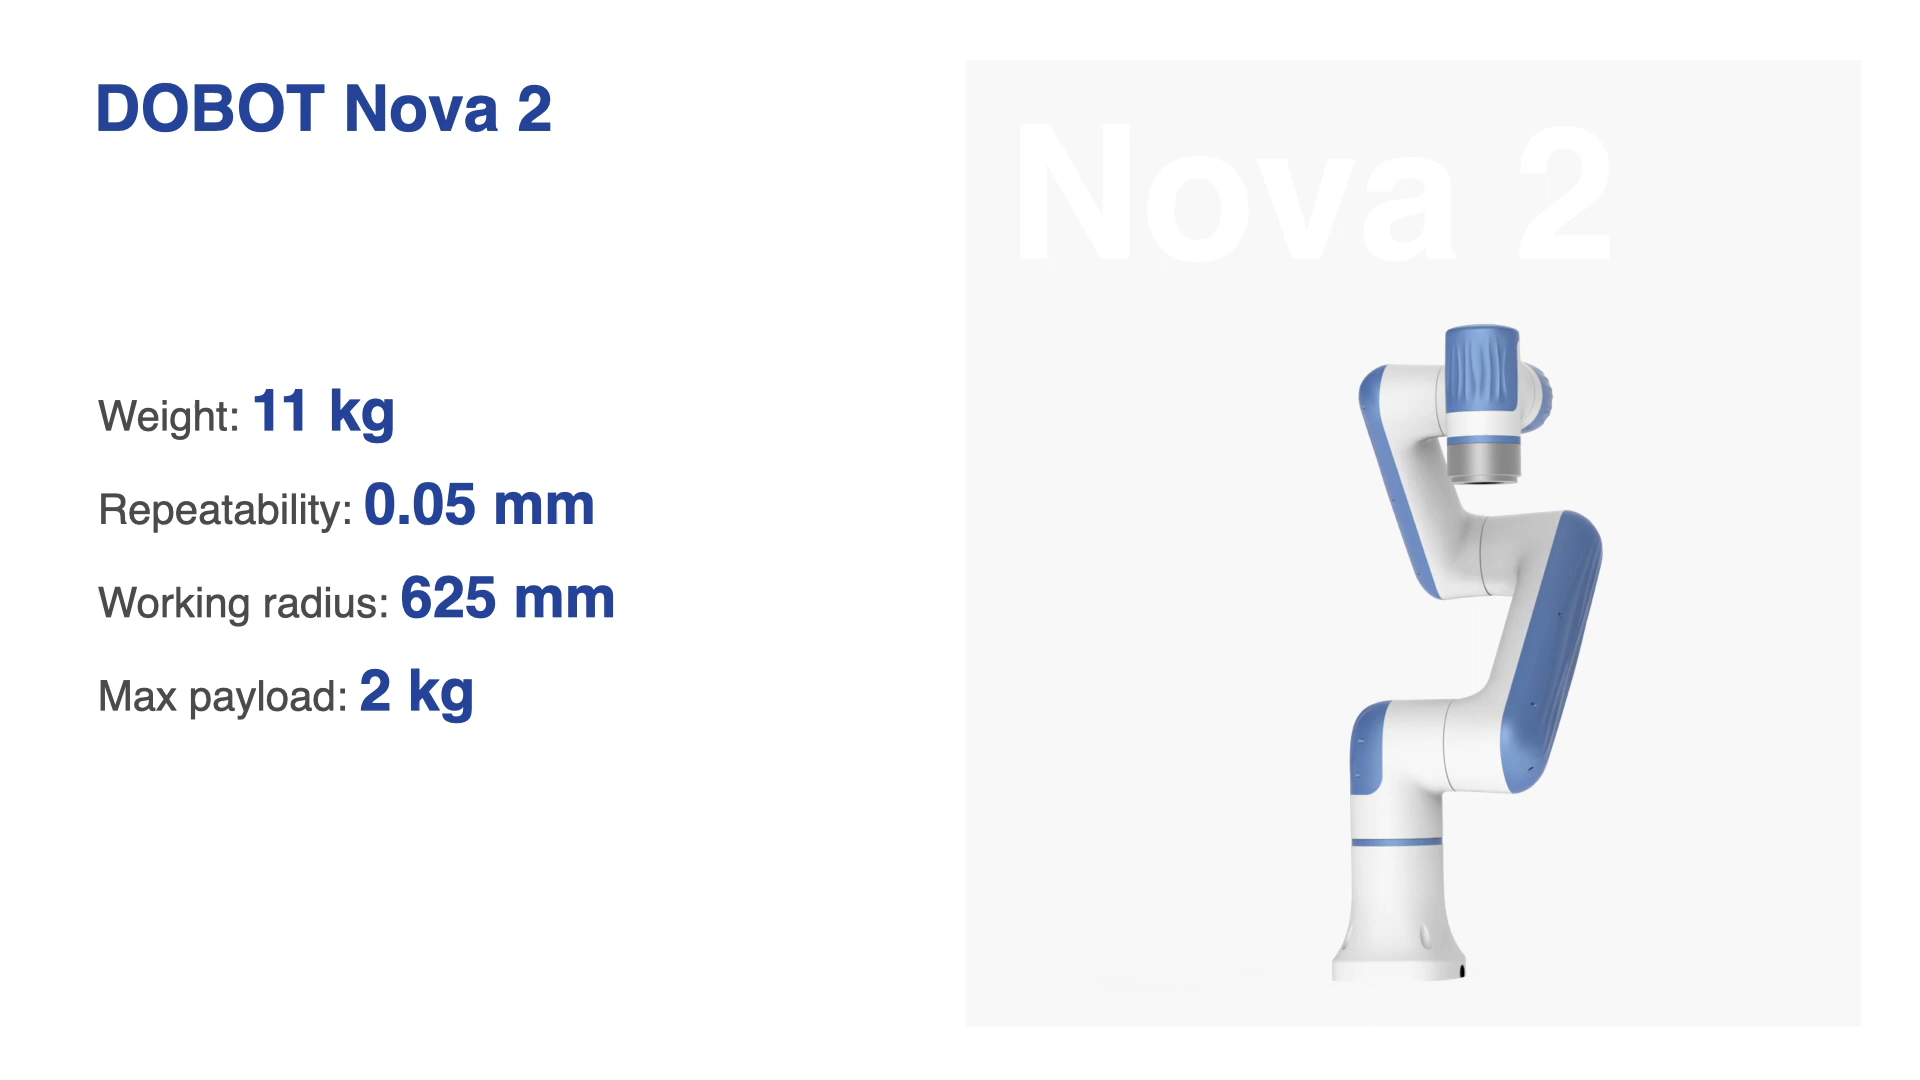 DOBOT Nova 2
Nova 2
Weight: 11 kg
Repeatability: 0.05 mm
Working radius: 625 mm
Max payload: 2 kg